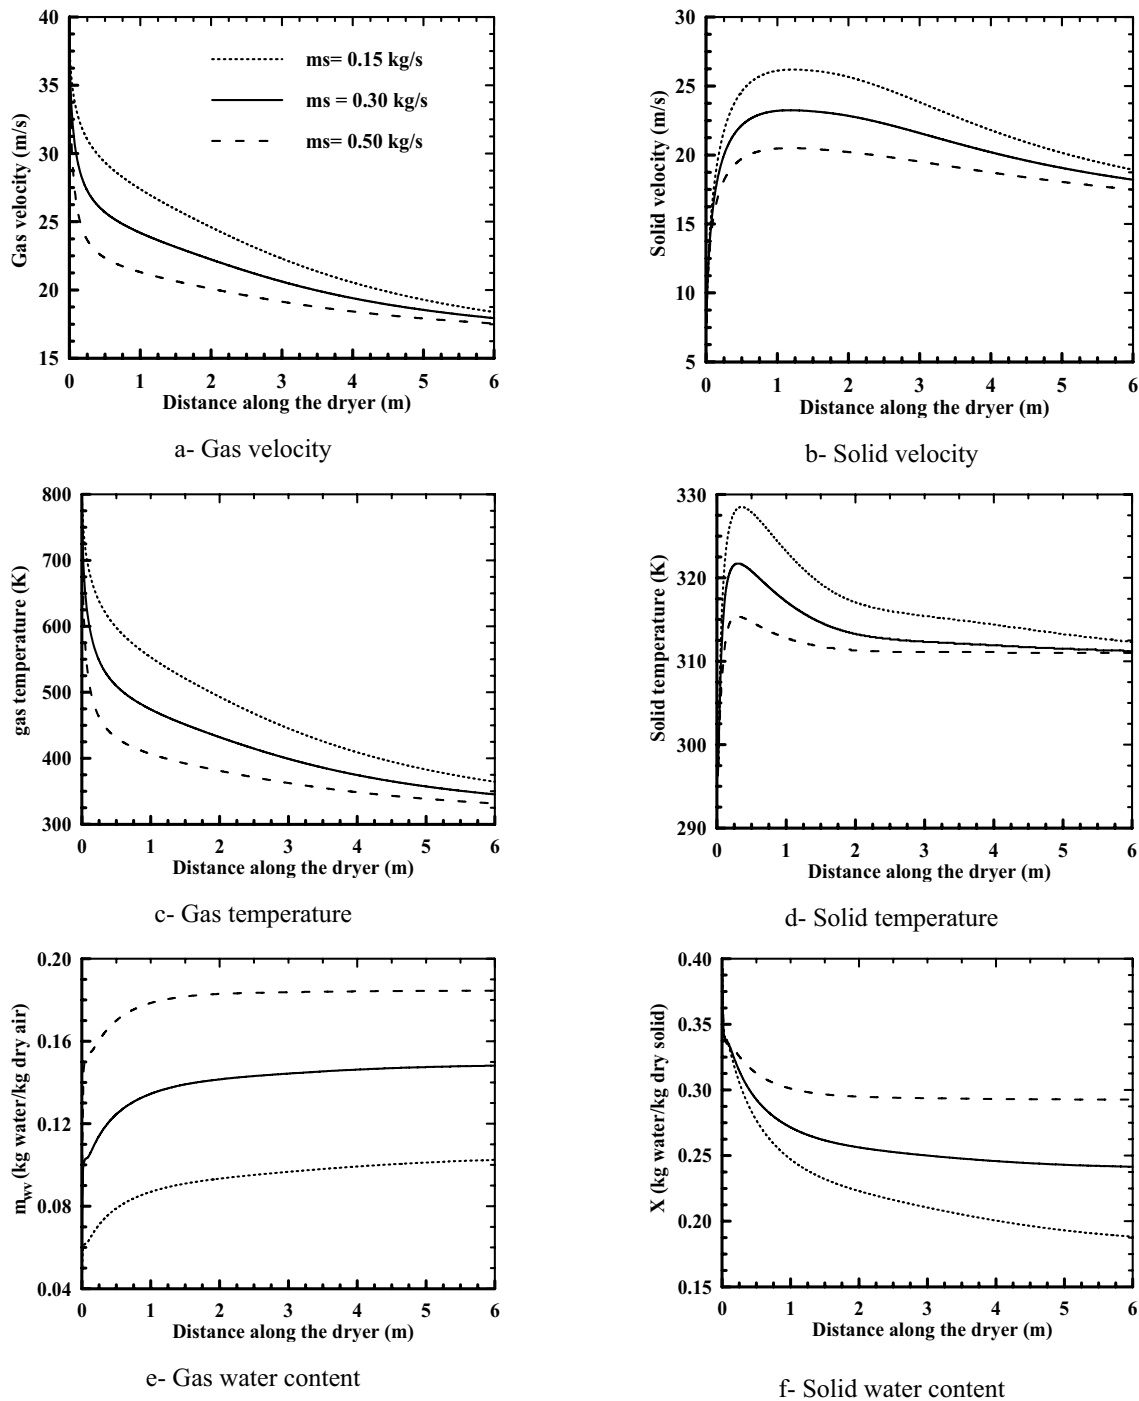 40
35
30
25
20
15
Gas velocity (m/s)
ms= 0.15 kg/s
ms = 0.30 kg/s
ms= 0.50 kg/s
0 1 2 3 4 5 6
Distance along the dryer (m)
a- Gas velocity
30
25
20
15
10
5
Solid velocity (m/s)
0 1 2 3 4 5 6
Distance along the dryer (m)
b- Solid velocity
800
700
600
500
400
300
gas temperature (K)
0 1 2 3 4 5 6
Distance along the dryer (m)
c- Gas temperature
330
320
310
300
290
Solid temperature (K)
0 1 2 3 4 5 6
Distance along the dryer (m)
d- Solid temperature
0.20
0.16
0.12
0.08
0.04
m_wv (kg water/kg dry air)
0 1 2 3 4 5 6
Distance along the dryer (m)
e- Gas water content
0.40
0.35
0.30
0.25
0.20
0.15
X (kg water/kg dry solid)
0 1 2 3 4 5 6
Distance along the dryer (m)
f- Solid water content